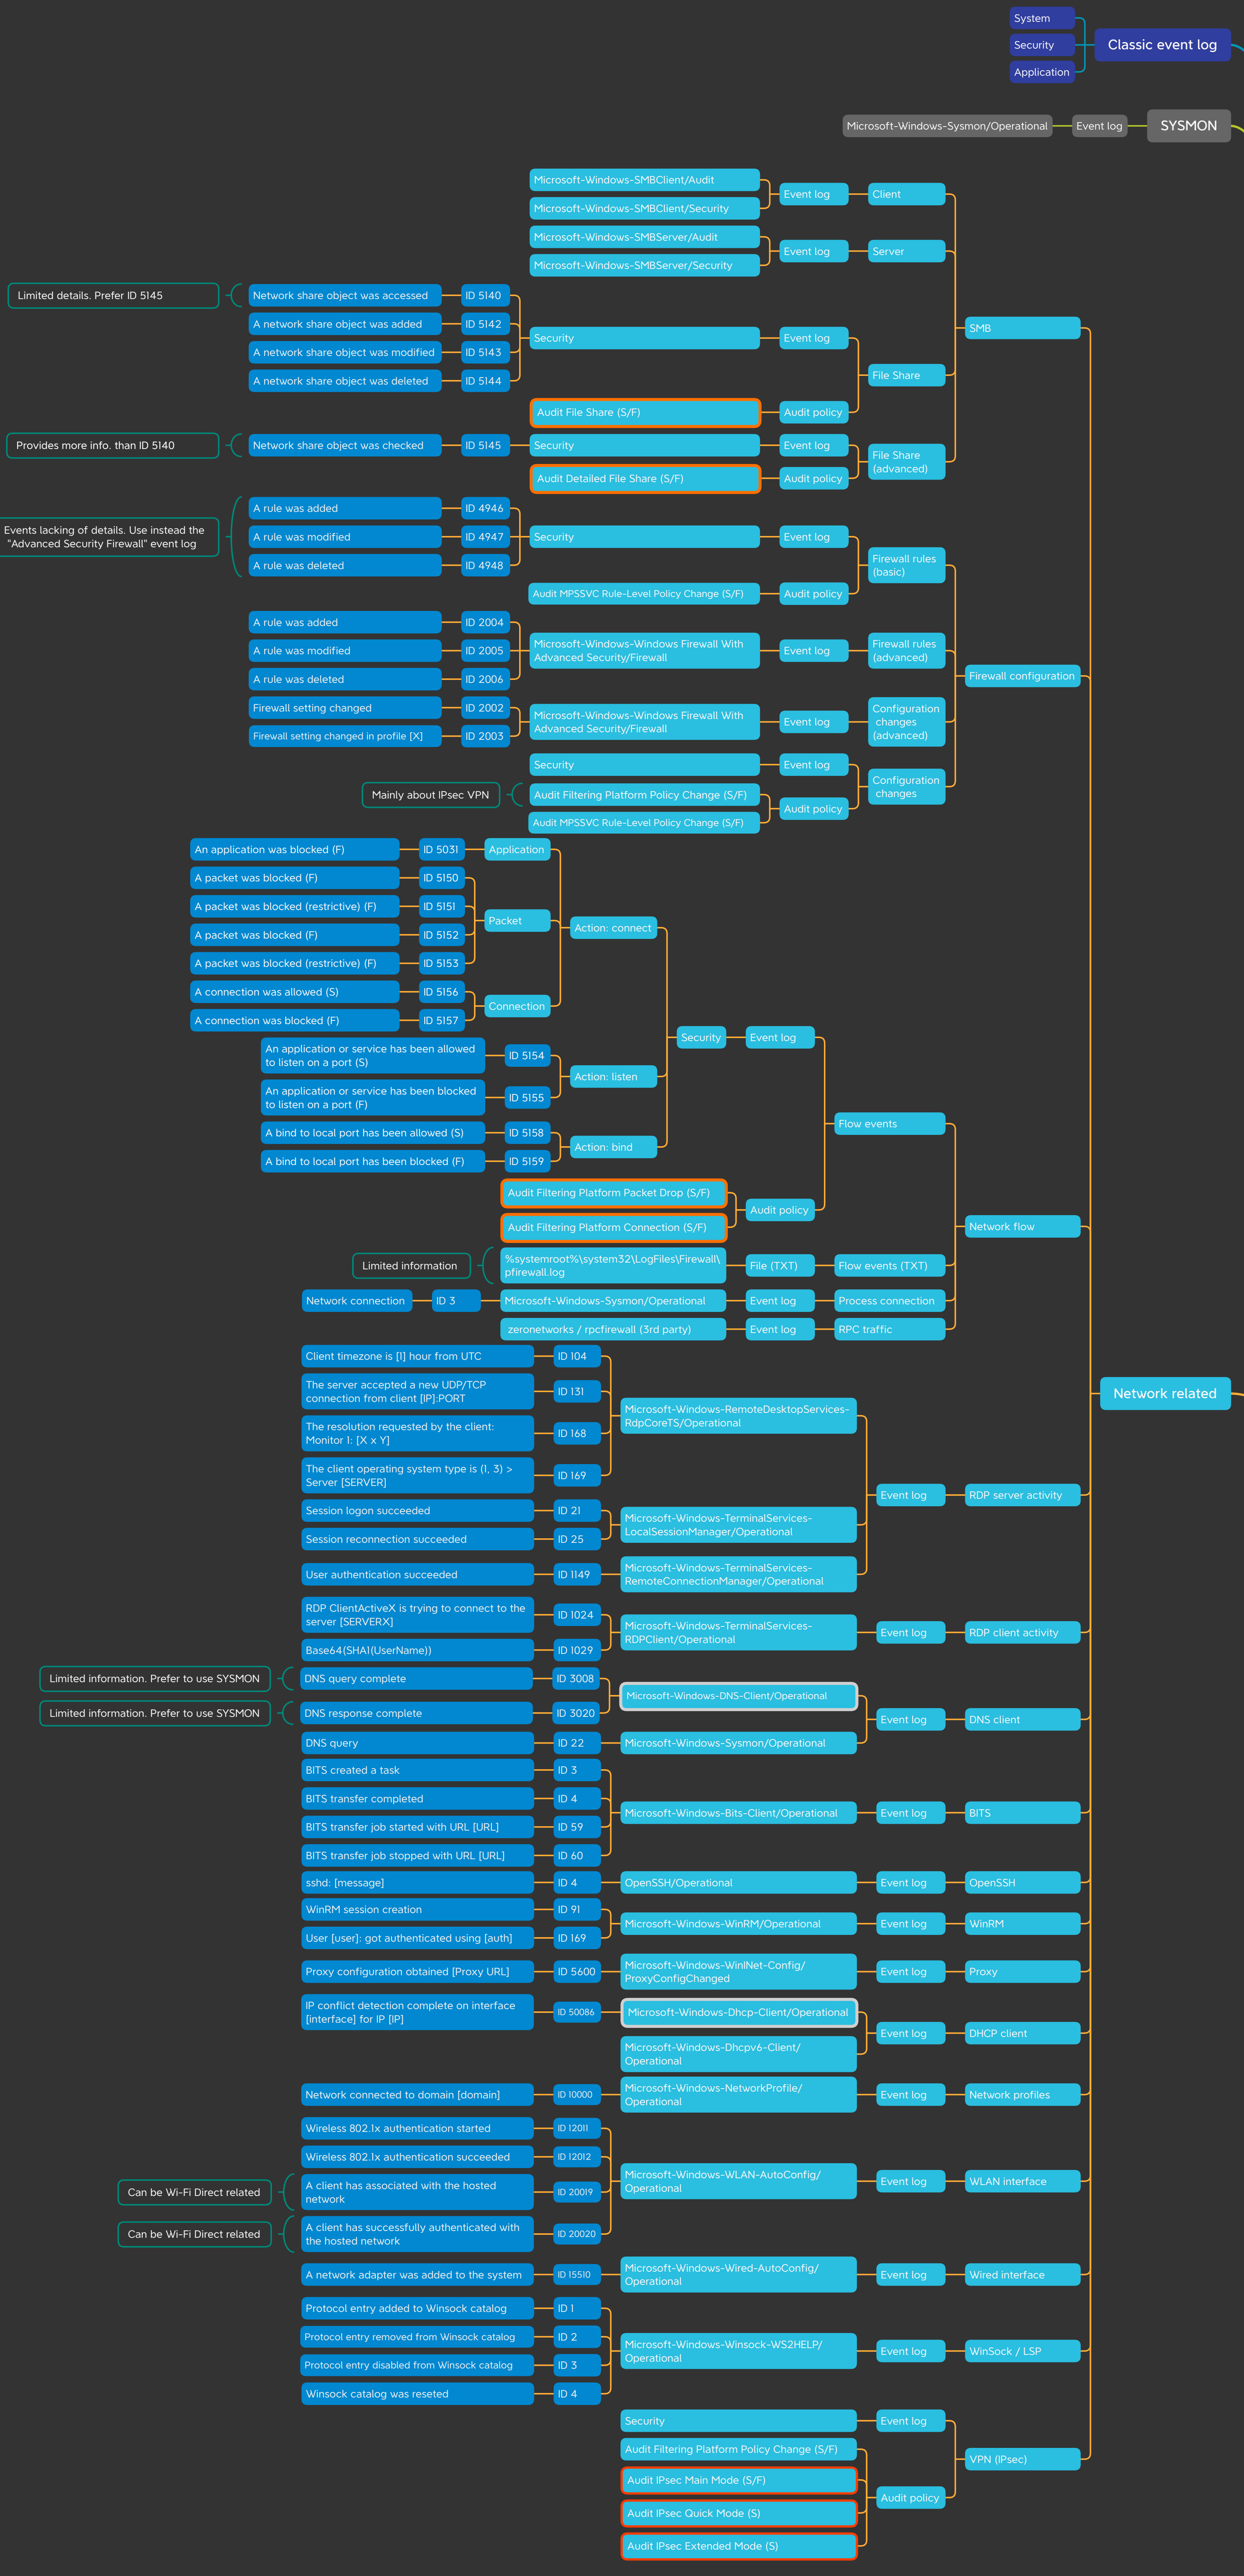 System
Security
Application
Classic event log
Microsoft-Windows-Sysmon/Operational
Event log
SYSMON
Microsoft-Windows-SMBClient/Audit
Microsoft-Windows-SMBClient/Security
Event log
Client
Microsoft-Windows-SMBServer/Audit
Microsoft-Windows-SMBServer/Security
Event log
Server
Limited details. Prefer ID 5145
Network share object was accessed
ID 5140
A network share object was added
ID 5142
A network share object was modified
ID 5143
A network share object was deleted
ID 5144
Security
Event log
Audit File Share (S/F)
Audit policy
File Share
Provides more info. than ID 5140
Network share object was checked
ID 5145
Security
Event log
Audit Detailed File Share (S/F)
Audit policy
File Share
(advanced)
SMB
Events lacking of details. Use instead the
"Advanced Security Firewall" event log
A rule was added
ID 4946
A rule was modified
ID 4947
A rule was deleted
ID 4948
Security
Event log
Audit MPSSVC Rule-Level Policy Change (S/F)
Audit policy
Firewall rules
(basic)
A rule was added
ID 2004
A rule was modified
ID 2005
A rule was deleted
ID 2006
Microsoft-Windows-Windows Firewall With
Advanced Security/Firewall
Event log
Firewall rules
(advanced)
Firewall setting changed
ID 2002
Firewall setting changed in profile [X]
ID 2003
Microsoft-Windows-Windows Firewall With
Advanced Security/Firewall
Event log
Configuration
changes
(advanced)
Security
Event log
Mainly about IPsec VPN
Audit Filtering Platform Policy Change (S/F)
Audit MPSSVC Rule-Level Policy Change (S/F)
Audit policy
Configuration
changes
Firewall configuration
An application was blocked (F)
ID 5031
Application
A packet was blocked (F)
ID 5150
A packet was blocked (restrictive) (F)
ID 5151
A packet was blocked (F)
ID 5152
A packet was blocked (restrictive) (F)
ID 5153
Packet
A connection was allowed (S)
ID 5156
A connection was blocked (F)
ID 5157
Connection
Action: connect
An application or service has been allowed
to listen on a port (S)
ID 5154
An application or service has been blocked
to listen on a port (F)
ID 5155
Action: listen
A bind to local port has been allowed (S)
ID 5158
A bind to local port has been blocked (F)
ID 5159
Action: bind
Security
Event log
Audit Filtering Platform Packet Drop (S/F)
Audit Filtering Platform Connection (S/F)
Audit policy
Flow events
Limited information
%systemroot%\system32\LogFiles\Firewall\
pfirewall.log
File (TXT)
Flow events (TXT)
Network connection
ID 3
Microsoft-Windows-Sysmon/Operational
Event log
Process connection
zeronetworks / rpcfirewall (3rd party)
Event log
RPC traffic
Network flow
Network related
Client timezone is [1] hour from UTC
ID 104
The server accepted a new UDP/TCP
connection from client [IP]:PORT
ID 131
The resolution requested by the client:
Monitor 1: [X x Y]
ID 168
The client operating system type is (1, 3) >
Server [SERVER]
ID 169
Microsoft-Windows-RemoteDesktopServices-
RdpCoreTS/Operational
Session logon succeeded
ID 21
Session reconnection succeeded
ID 25
Microsoft-Windows-TerminalServices-
LocalSessionManager/Operational
User authentication succeeded
ID 1149
Microsoft-Windows-TerminalServices-
RemoteConnectionManager/Operational
Event log
RDP server activity
RDP ClientActiveX is trying to connect to the
server [SERVERX]
ID 1024
Base64(SHA1(UserName))
ID 1029
Microsoft-Windows-TerminalServices-
RDPClient/Operational
Event log
RDP client activity
Limited information. Prefer to use SYSMON
DNS query complete
ID 3008
Limited information. Prefer to use SYSMON
DNS response complete
ID 3020
Microsoft-Windows-DNS-Client/Operational
DNS query
ID 22
Microsoft-Windows-Sysmon/Operational
Event log
DNS client
BITS created a task
ID 3
BITS transfer completed
ID 4
BITS transfer job started with URL [URL]
ID 59
BITS transfer job stopped with URL [URL]
ID 60
Microsoft-Windows-Bits-Client/Operational
Event log
BITS
sshd: [message]
ID 4
OpenSSH/Operational
Event log
OpenSSH
WinRM session creation
ID 91
User [user]: got authenticated using [auth]
ID 169
Microsoft-Windows-WinRM/Operational
Event log
WinRM
Proxy configuration obtained [Proxy URL]
ID 5600
Microsoft-Windows-WinINet-Config/
ProxyConfigChanged
Event log
Proxy
IP conflict detection complete on interface
[interface] for IP [IP]
ID 50086
Microsoft-Windows-Dhcp-Client/Operational
Microsoft-Windows-Dhcpv6-Client/
Operational
Event log
DHCP client
Network connected to domain [domain]
ID 10000
Microsoft-Windows-NetworkProfile/
Operational
Event log
Network profiles
Wireless 802.1x authentication started
ID 12011
Wireless 802.1x authentication succeeded
ID 12012
Can be Wi-Fi Direct related
A client has associated with the hosted
network
ID 20019
Can be Wi-Fi Direct related
A client has successfully authenticated with
the hosted network
ID 20020
Microsoft-Windows-WLAN-AutoConfig/
Operational
Event log
WLAN interface
A network adapter was added to the system
ID 15510
Microsoft-Windows-Wired-AutoConfig/
Operational
Event log
Wired interface
Protocol entry added to Winsock catalog
ID 1
Protocol entry removed from Winsock catalog
ID 2
Protocol entry disabled from Winsock catalog
ID 3
Winsock catalog was reseted
ID 4
Microsoft-Windows-Winsock-WS2HELP/
Operational
Event log
WinSock / LSP
Security
Event log
Audit Filtering Platform Policy Change (S/F)
Audit IPsec Main Mode (S/F)
Audit IPsec Quick Mode (S)
Audit IPsec Extended Mode (S)
Audit policy
VPN (IPsec)